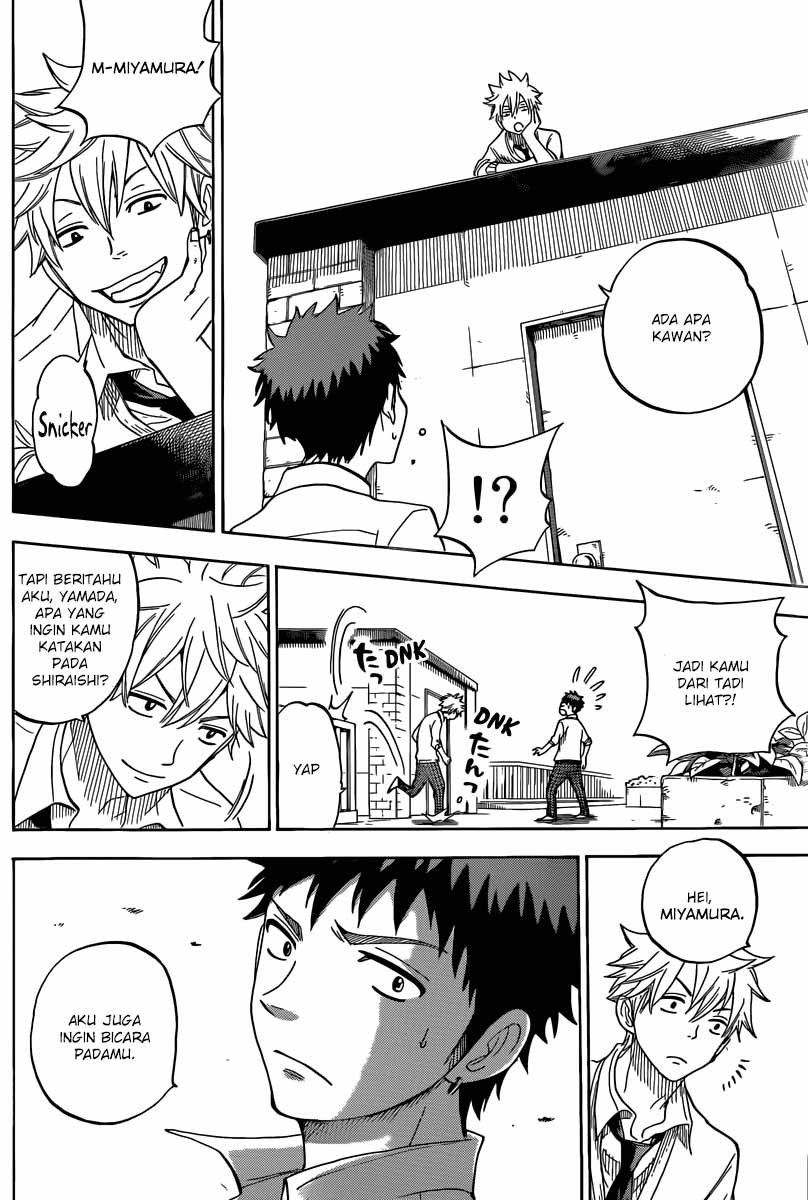 ADA APA
KAWAN?
!?
M-MIYAMURA!
Snicker
JADI KAMU
DARI TADI
LIHAT?!
DNK
たっ
DNK
たんっ
YAP
TAPI BERITAHU
AKU, YAMADA,
APA YANG
INGIN KAMU
KATAKAN
PADA
SHIRAISHI?
HEI,
MIYAMURA.
AKU JUGA
INGIN BICARA
PADAMU.